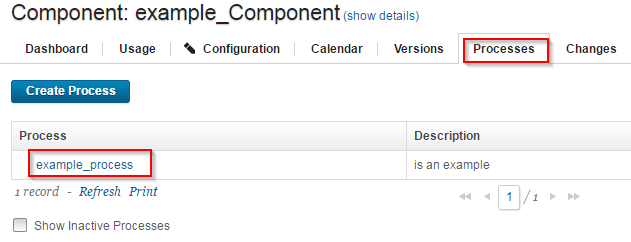 Component: example_Component (show details)
Dashboard Usage Configuration Calendar Versions Processes Changes
Create Process
Process Description
example_process is an example
1 record - Refresh Print 1 / 1
Show Inactive Processes